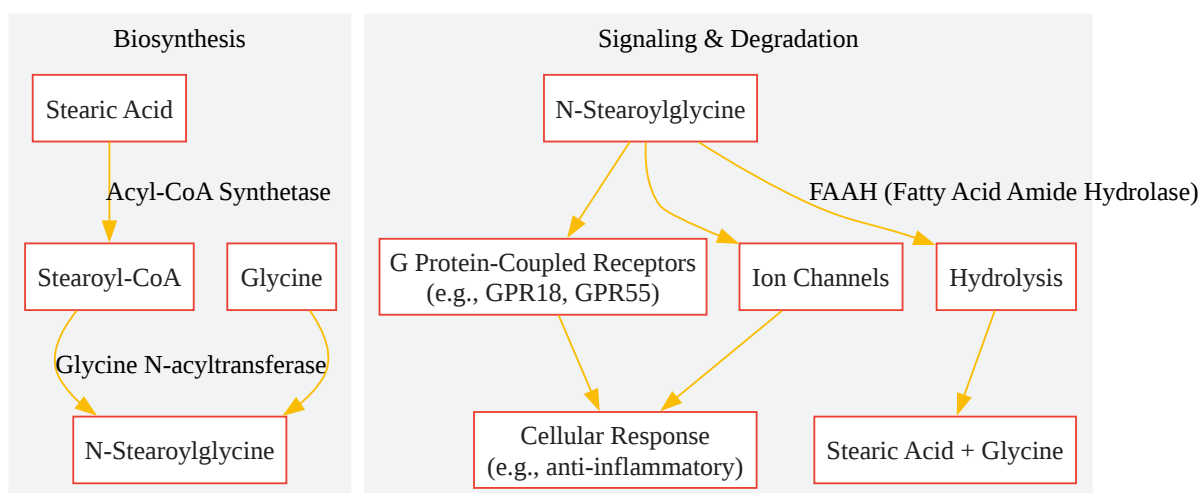 Biosynthesis
Stearic Acid
Acyl-CoA Synthetase
Stearoyl-CoA
Glycine
Glycine N-acyltransferase
N-Stearoylglycine
Signaling & Degradation
N-Stearoylglycine
FAAH (Fatty Acid Amide Hydrolase)
G Protein-Coupled Receptors
(e.g., GPR18, GPR55)
Ion Channels
Hydrolysis
Cellular Response
(e.g., anti-inflammatory)
Stearic Acid + Glycine